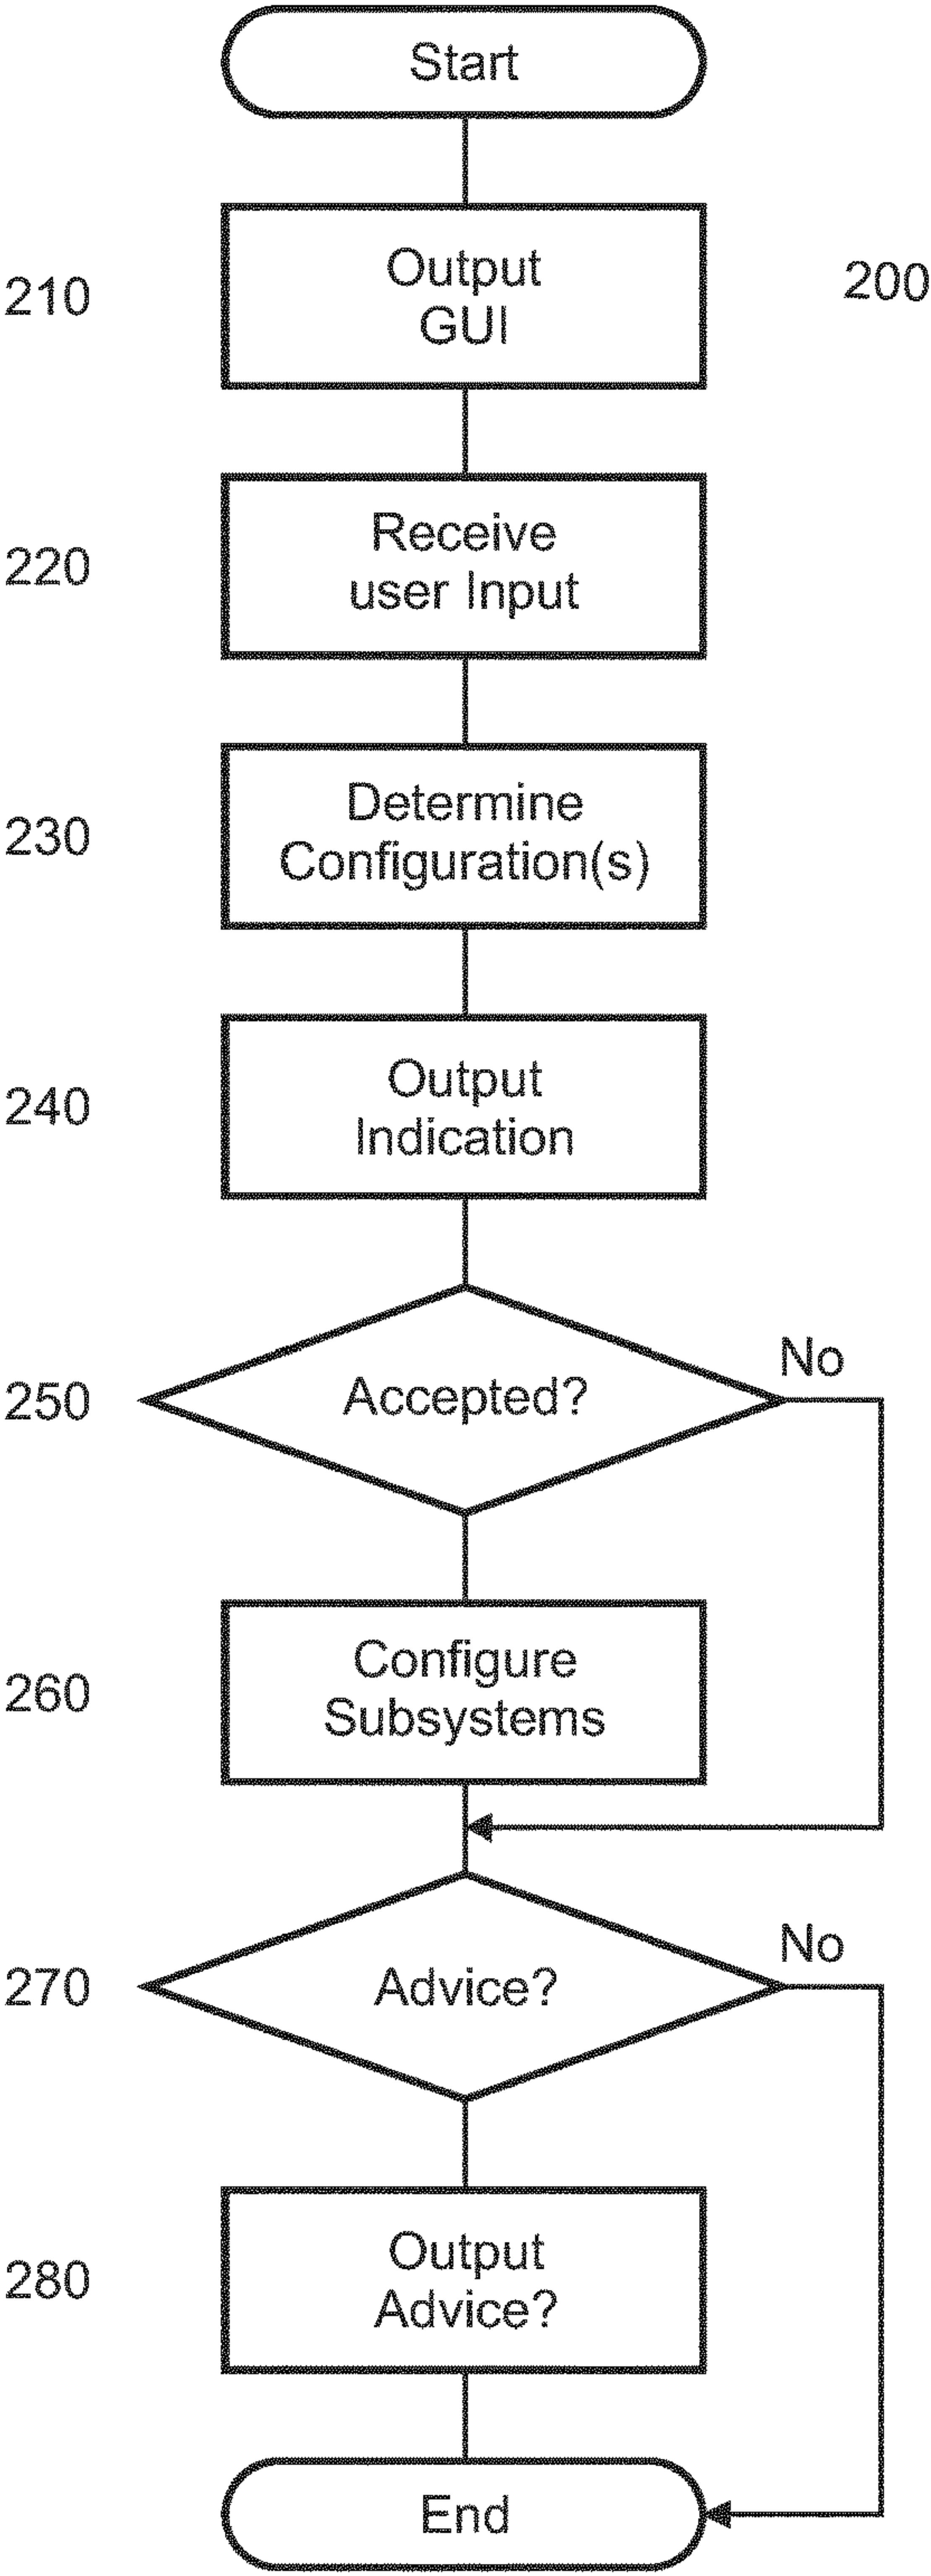 Start
210
Output
GUI
200
220
Receive
user Input
230
Determine
Configuration(s)
240
Output
Indication
250
Accepted?
No
260
Configure
Subsystems
270
Advice?
No
280
Output
Advice?
End